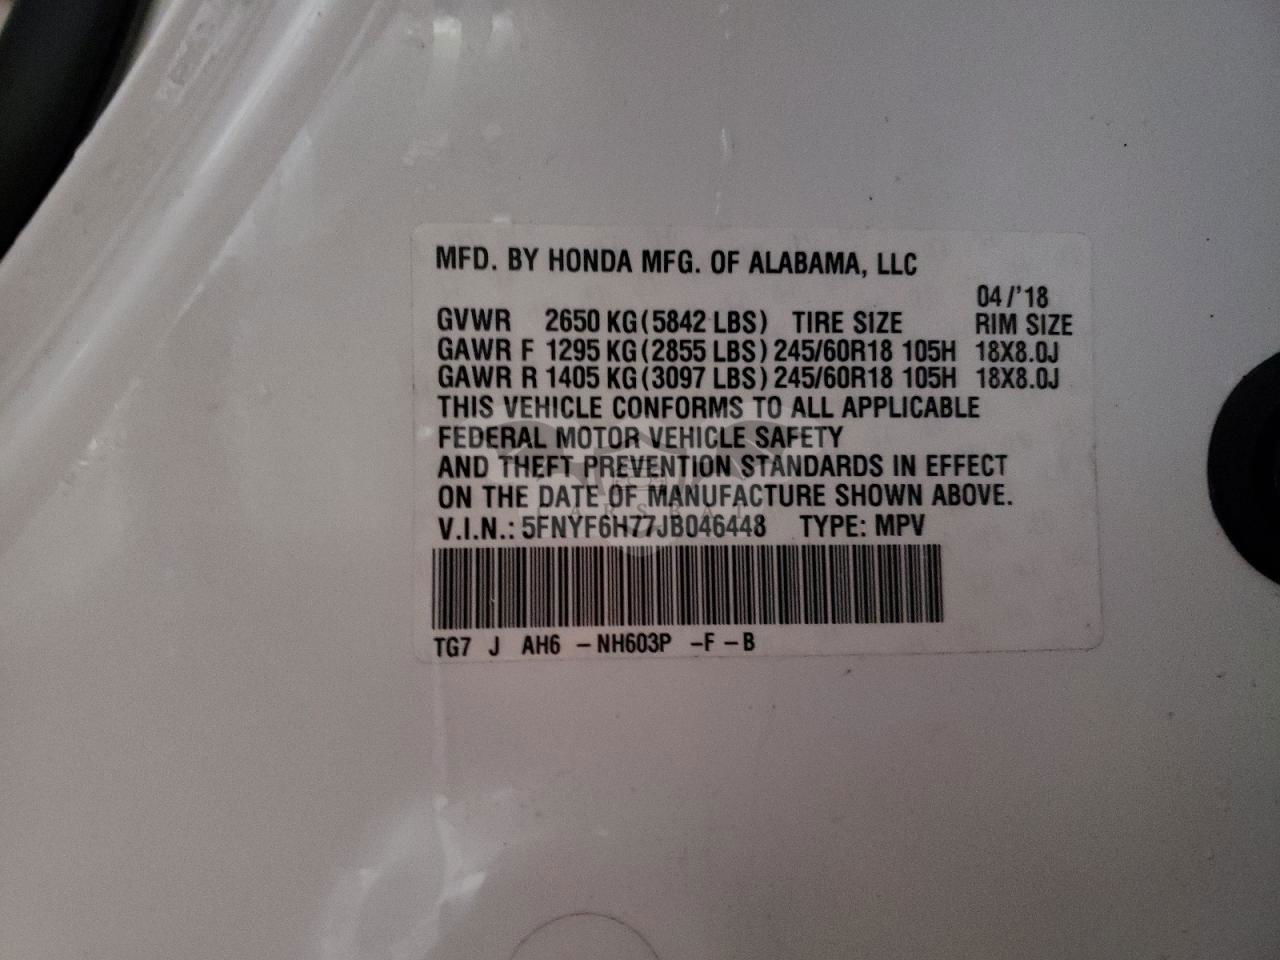 MFD. BY HONDA MFG. OF ALABAMA, LLC
04/'18
GVWR 2650 KG(5842 LBS) TIRE SIZE RIM SIZE
GAWR F 1295 KG(2855 LBS) 245/60R18 105H 18X8.0J
GAWR R 1405 KG(3097 LBS) 245/60R18 105H 18X8.0J
THIS VEHICLE CONFORMS TO ALL APPLICABLE
FEDERAL MOTOR VEHICLE SAFETY
AND THEFT PREVENTION STANDARDS IN EFFECT
ON THE DATE OF MANUFACTURE SHOWN ABOVE.
V.I.N.: 5FNYF6H77JB046448 TYPE: MPV
TG7 J AH6 -NH603P -F-B